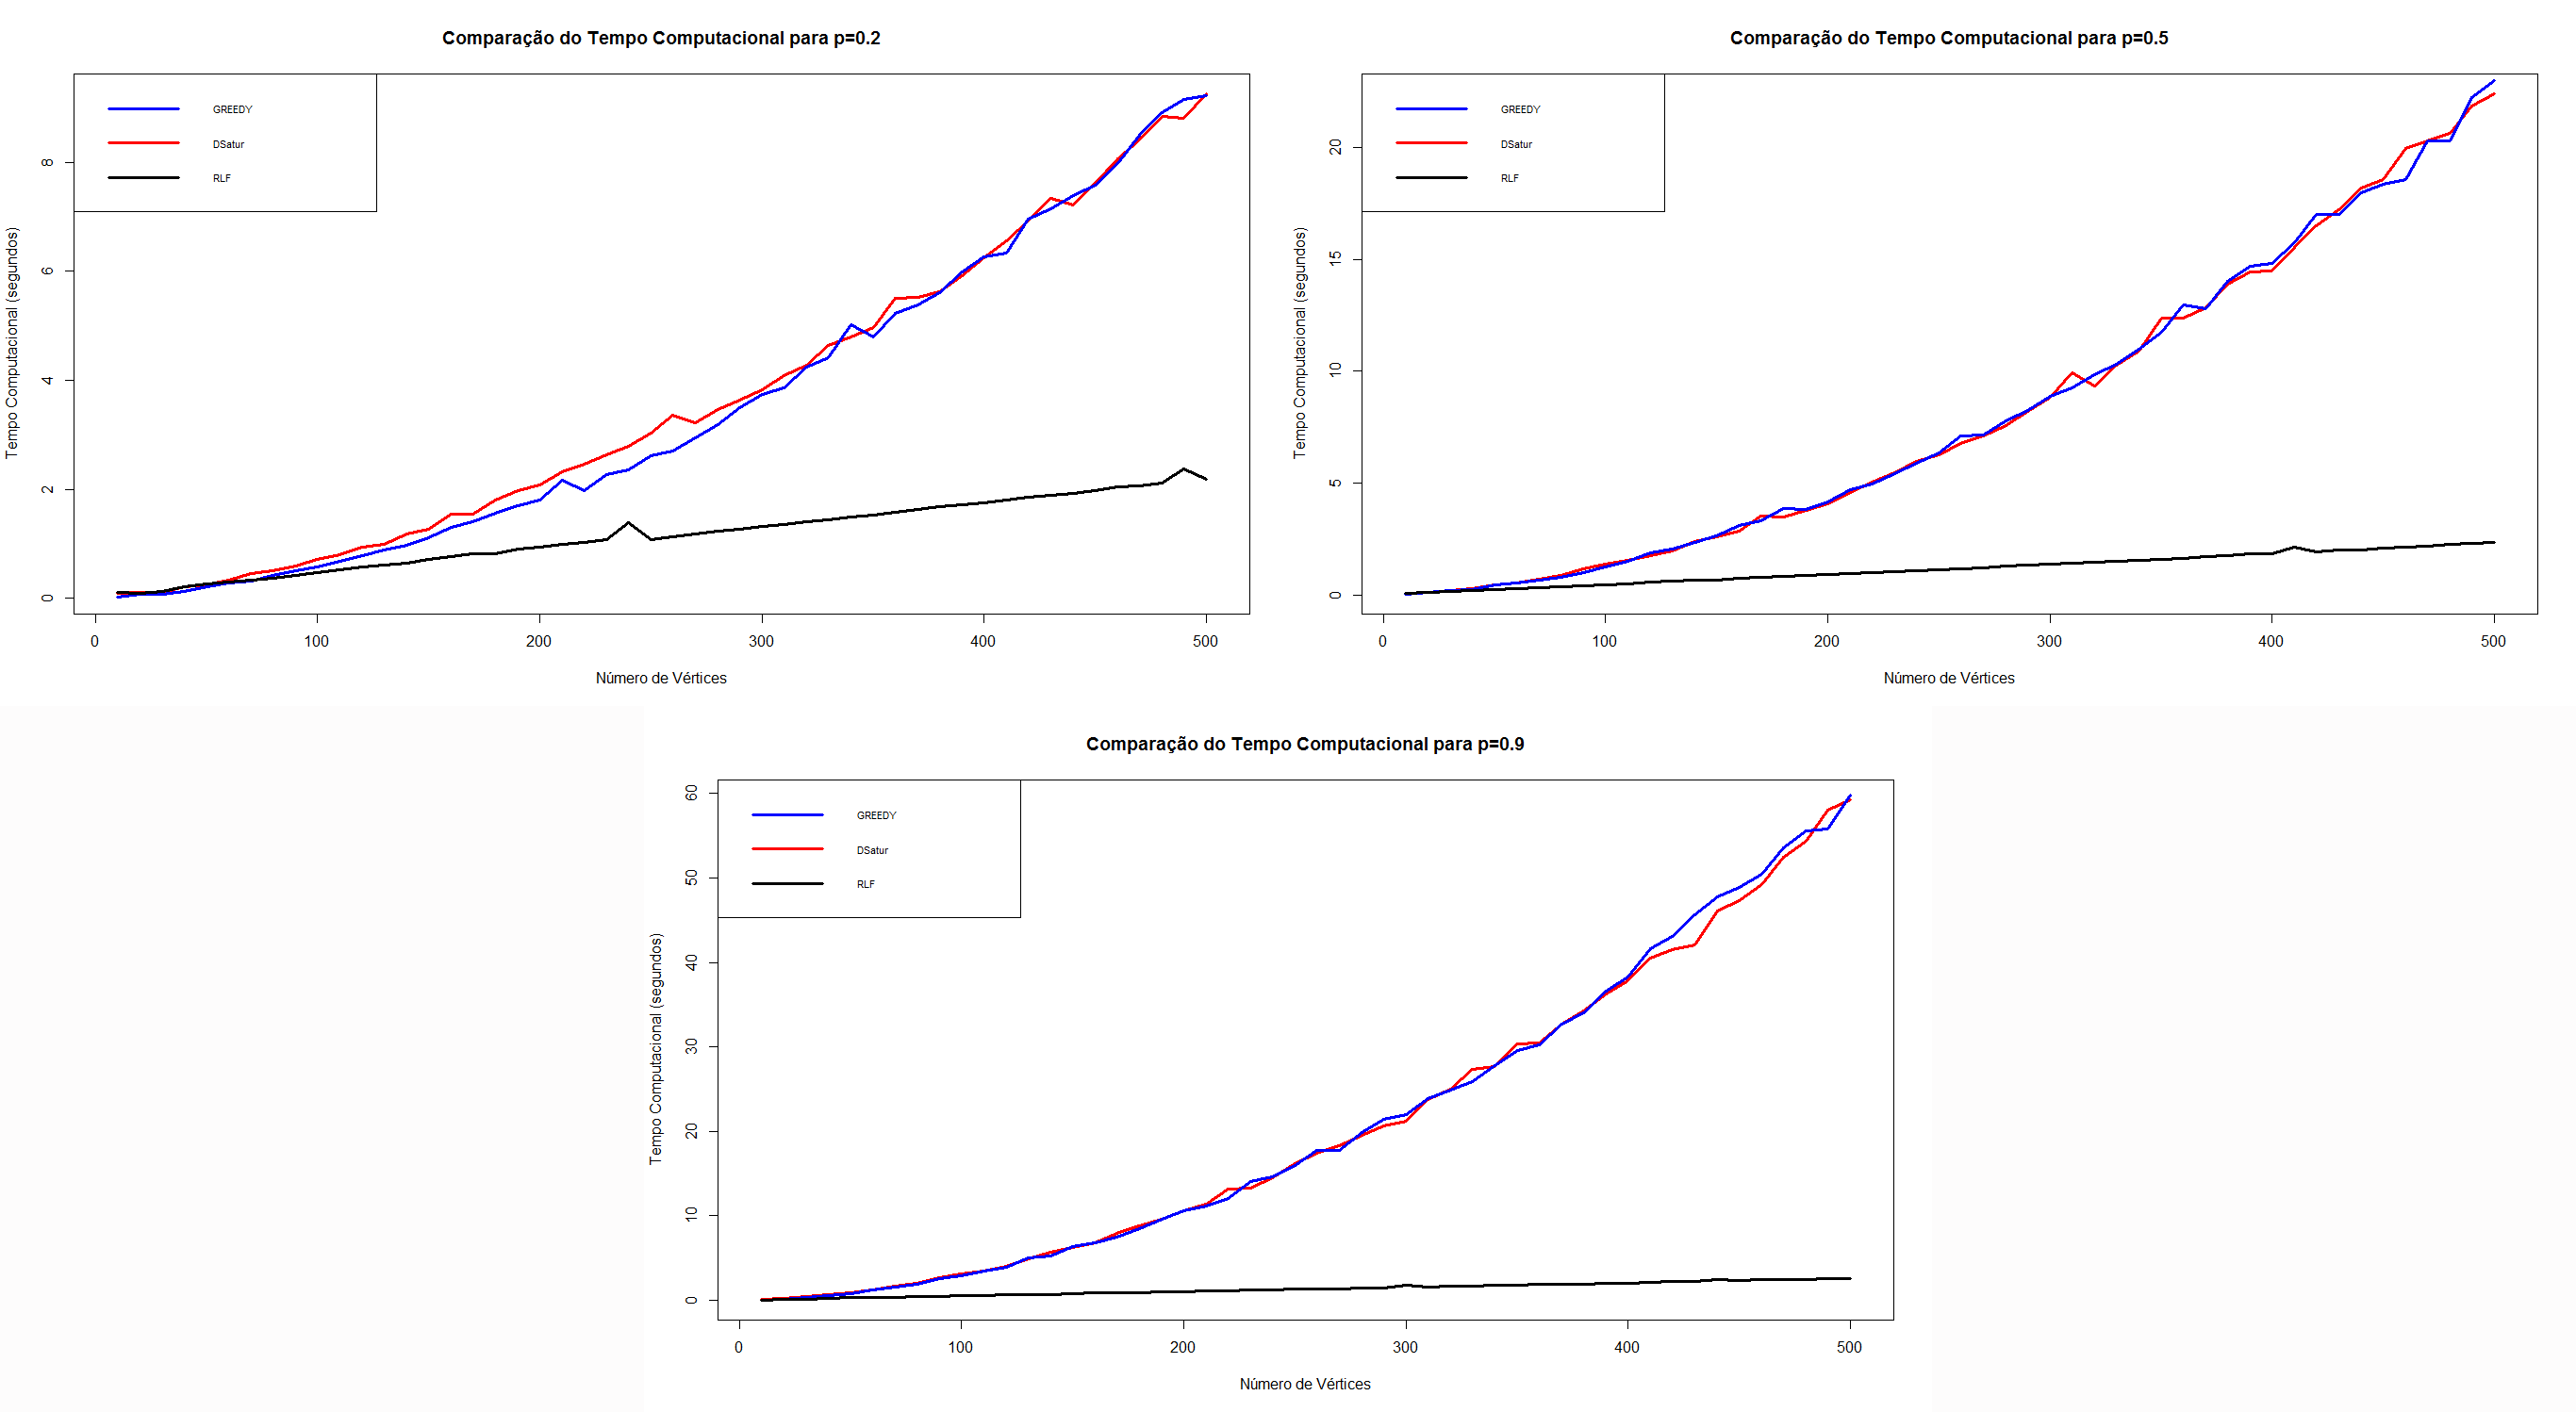 Comparação do Tempo Computacional para p=0.2
GREEDY
DSatur
RLF
Tempo Computacional (segundos)
8
6
4
2
0
0 100 200 300 400 500
Número de Vértices
Comparação do Tempo Computacional para p=0.5
GREEDY
DSatur
RLF
Tempo Computacional (segundos)
20
15
10
5
0
0 100 200 300 400 500
Número de Vértices
Comparação do Tempo Computacional para p=0.9
GREEDY
DSatur
RLF
Tempo Computacional (segundos)
60
50
40
30
20
10
0
0 100 200 300 400 500
Número de Vértices